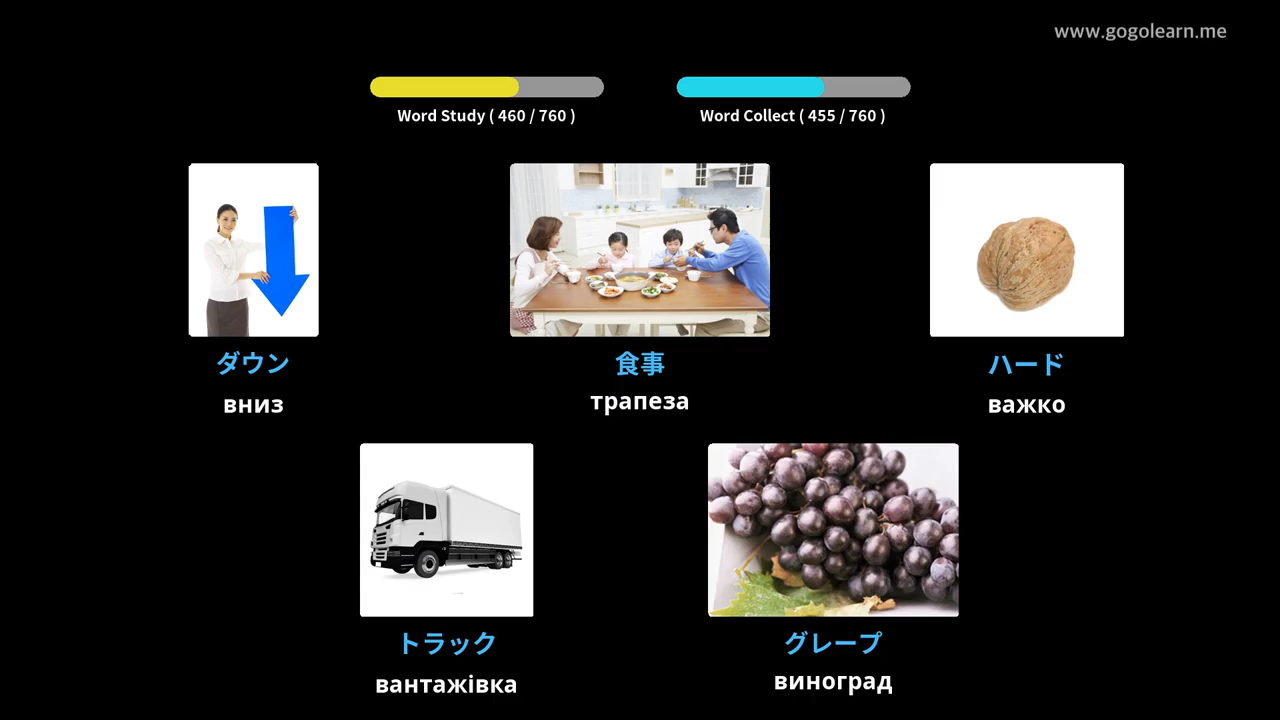 www.gogolearn.me
Word Study ( 460 / 760 )
Word Collect ( 455 / 760 )
ダウン
вниз
食事
трапеза
ハード
важко
トラック
вантажівка
グレープ
виноград